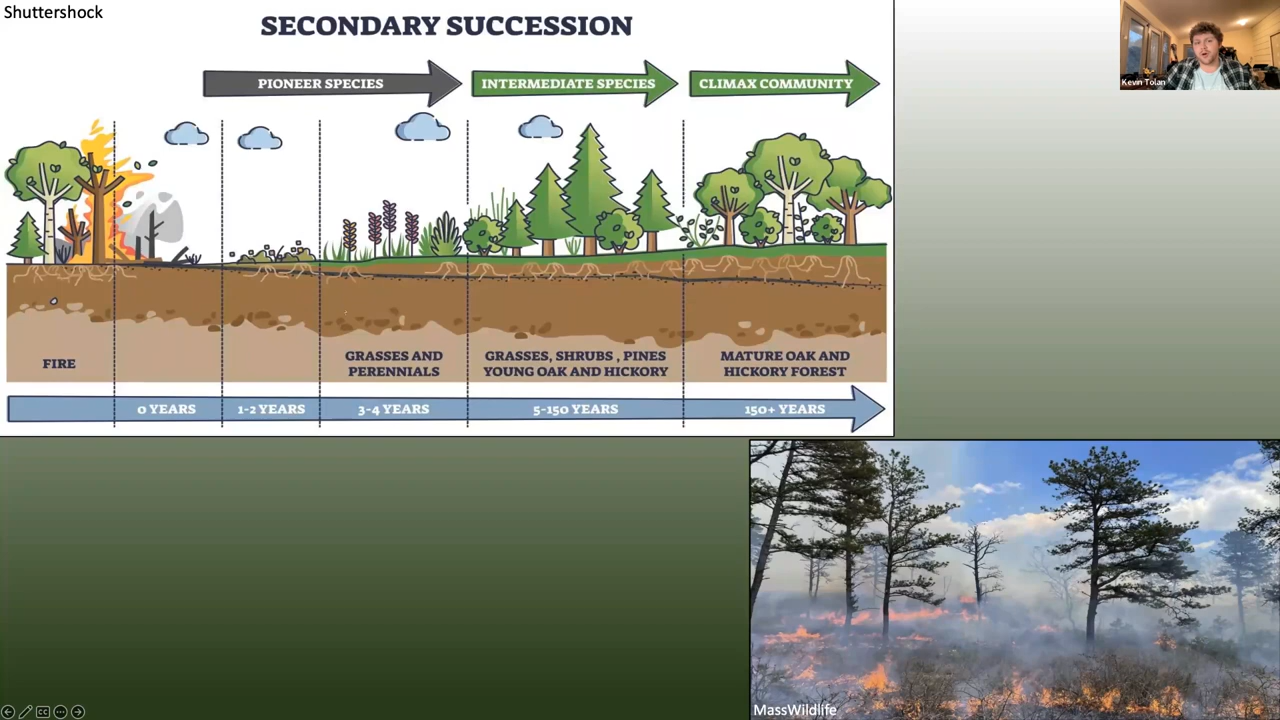 Shuttershock
SECONDARY SUCCESSION
PIONEER SPECIES
INTERMEDIATE SPECIES
CLIMAX COMMUNITY
Kevin Tolan
FIRE
GRASSES AND
PERENNIALS
GRASSES, SHRUBS , PINES
YOUNG OAK AND HICKORY
MATURE OAK AND
HICKORY FOREST
0 YEARS
1-2 YEARS
3-4 YEARS
5-150 YEARS
150+ YEARS
MassWildlife